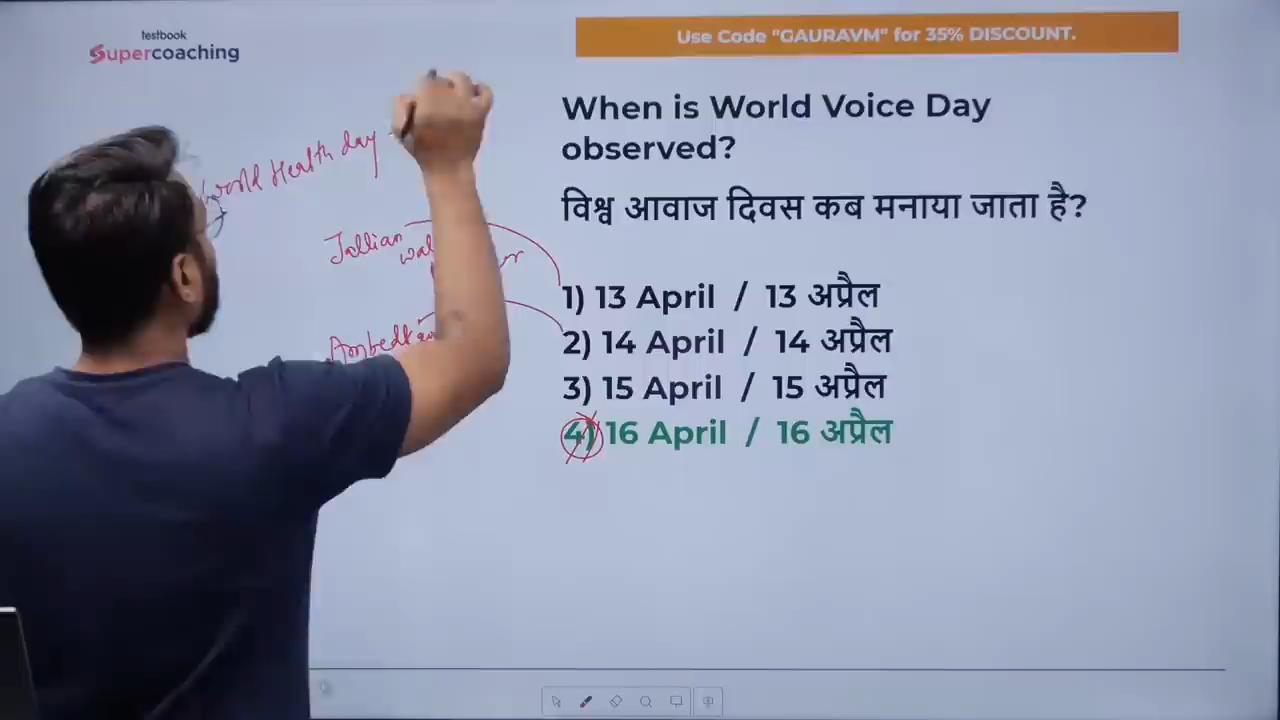 testbook
Supercoaching
Use Code "GAURAVM" for 35% DISCOUNT.
When is World Voice Day
observed?
विश्व आवाज दिवस कब मनाया जाता है?
World Health day
Jallian
1) 13 April / 13 अप्रैल
2) 14 April / 14 अप्रैल
3) 15 April / 15 अप्रैल
4) 16 April / 16 अप्रैल